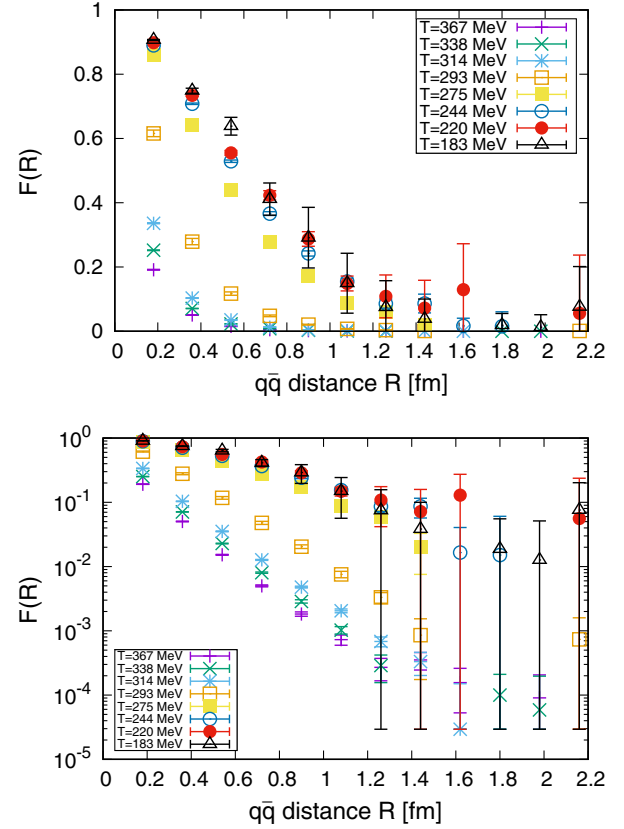 1
0.8
0.6
0.4
0.2
0
F(R)
T=367 MeV
T=338 MeV
T=314 MeV
T=293 MeV
T=275 MeV
T=244 MeV
T=220 MeV
T=183 MeV
0 0.2 0.4 0.6 0.8 1 1.2 1.4 1.6 1.8 2 2.2
qq̄ distance R [fm]
10⁰
10⁻¹
10⁻²
10⁻³
10⁻⁴
10⁻⁵
F(R)
T=367 MeV
T=338 MeV
T=314 MeV
T=293 MeV
T=275 MeV
T=244 MeV
T=220 MeV
T=183 MeV
0 0.2 0.4 0.6 0.8 1 1.2 1.4 1.6 1.8 2 2.2
qq̄ distance R [fm]